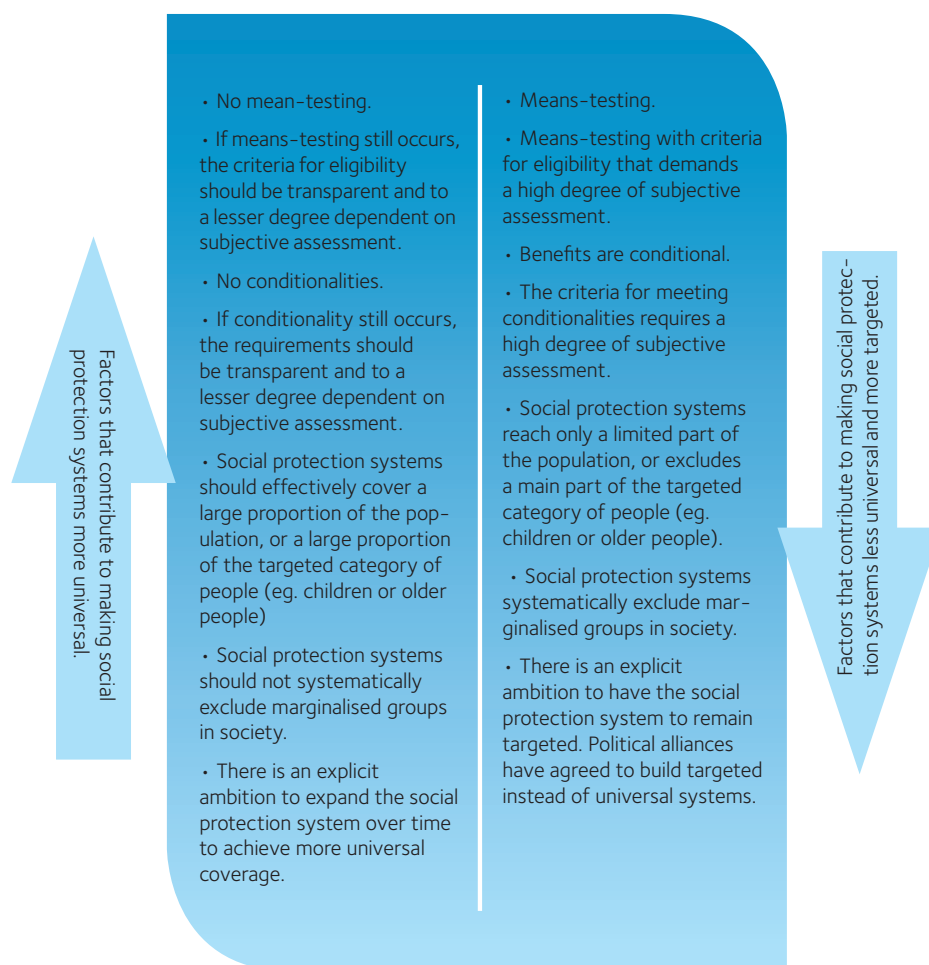 Factors that contribute to making social
protection systems more universal.
• No mean-testing.
• If means-testing still occurs,
the criteria for eligibility
should be transparent and to
a lesser degree dependent on
subjective assessment.
• No conditionalities.
• If conditionality still occurs,
the requirements should
be transparent and to a
lesser degree dependent on
subjective assessment.
• Social protection systems
should effectively cover a
large proportion of the pop-
ulation, or a large proportion
of the targeted category of
people (eg. children or older
people)
• Social protection systems
should not systematically
exclude marginalised groups
in society.
• There is an explicit
ambition to expand the social
protection system over time
to achieve more universal
coverage.
• Means-testing.
• Means-testing with criteria
for eligibility that demands
a high degree of subjective
assessment.
• Benefits are conditional.
• The criteria for meeting
conditionalities requires a
high degree of subjective
assessment.
• Social protection systems
reach only a limited part of
the population, or excludes
a main part of the targeted
category of people (eg.
children or older people).
• Social protection systems
systematically exclude mar-
ginalised groups in society.
• There is an explicit
ambition to have the social
protection system to remain
targeted. Political alliances
have agreed to build targeted
instead of universal systems.
Factors that contribute to making social protec-
tion systems less universal and more targeted.